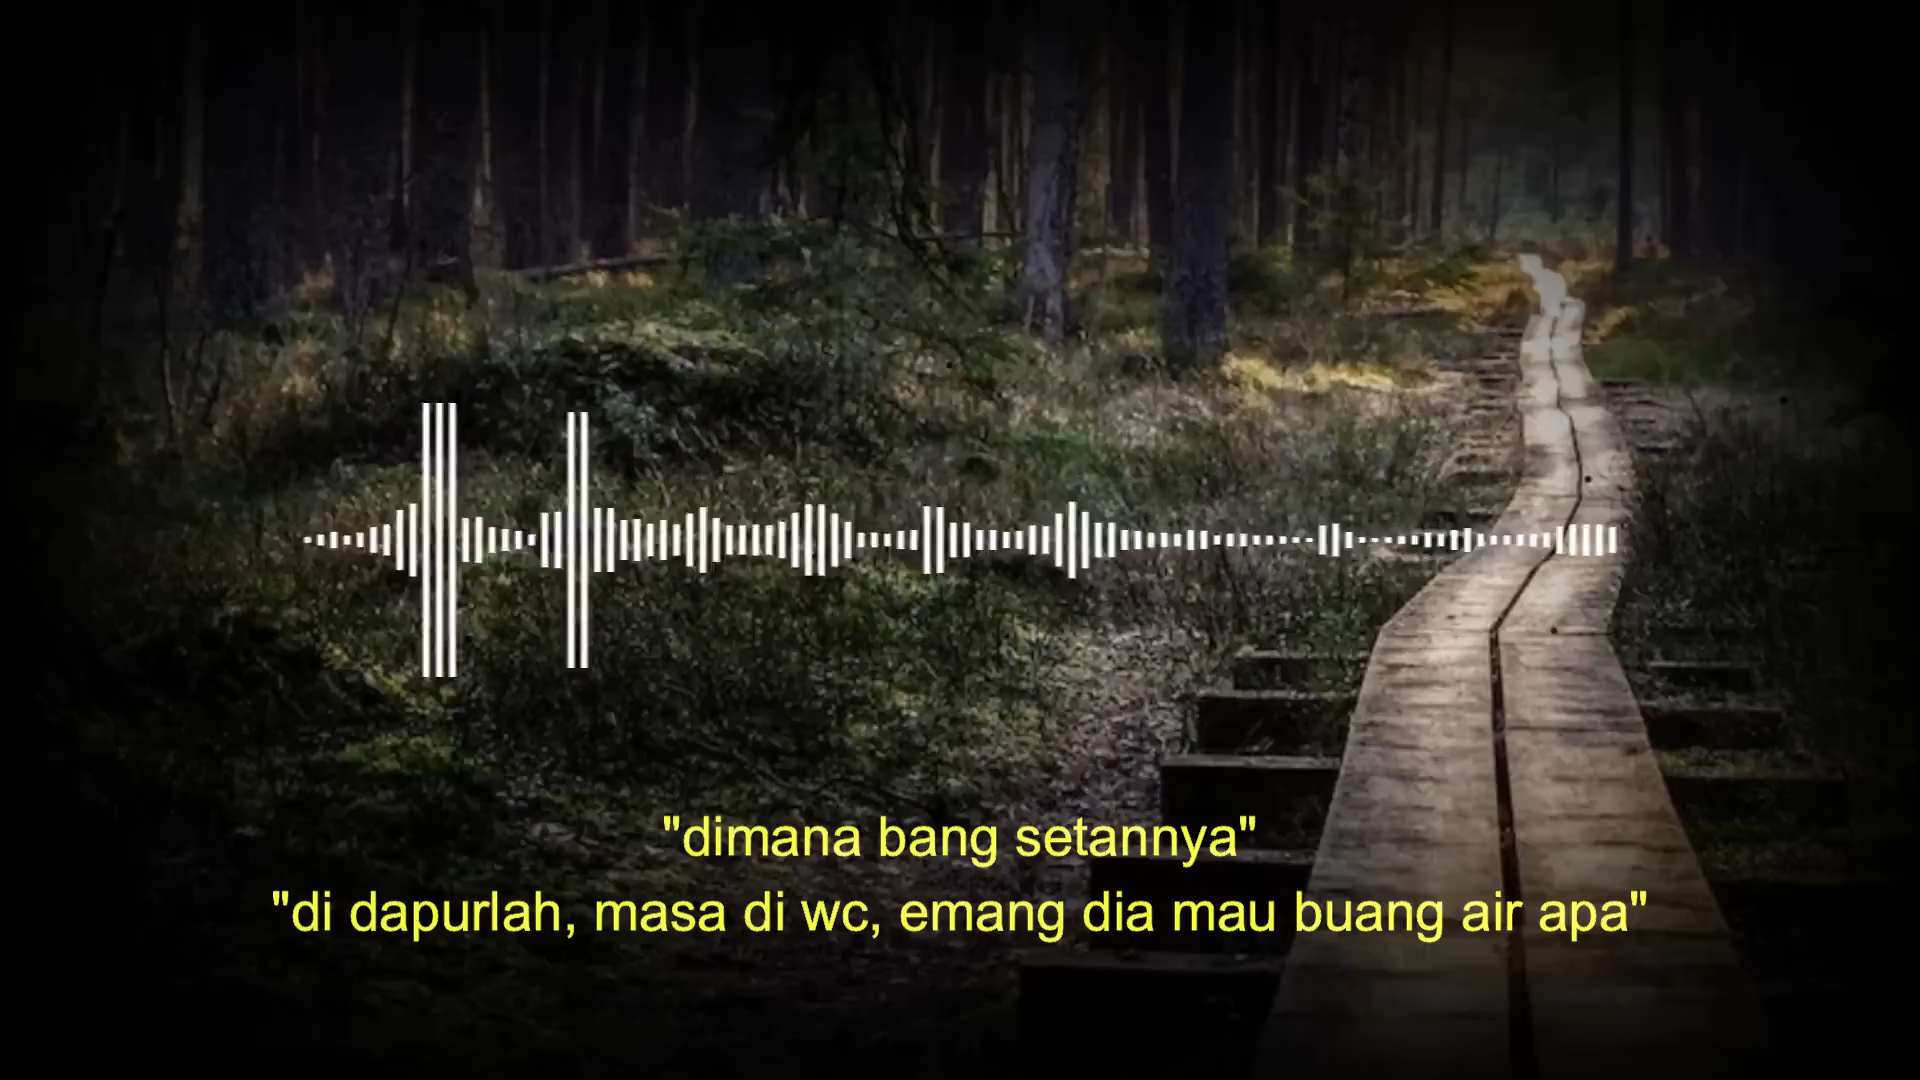 "dimana bang setannya"
"di dapurlah, masa di wc, emang dia mau buang air apa"